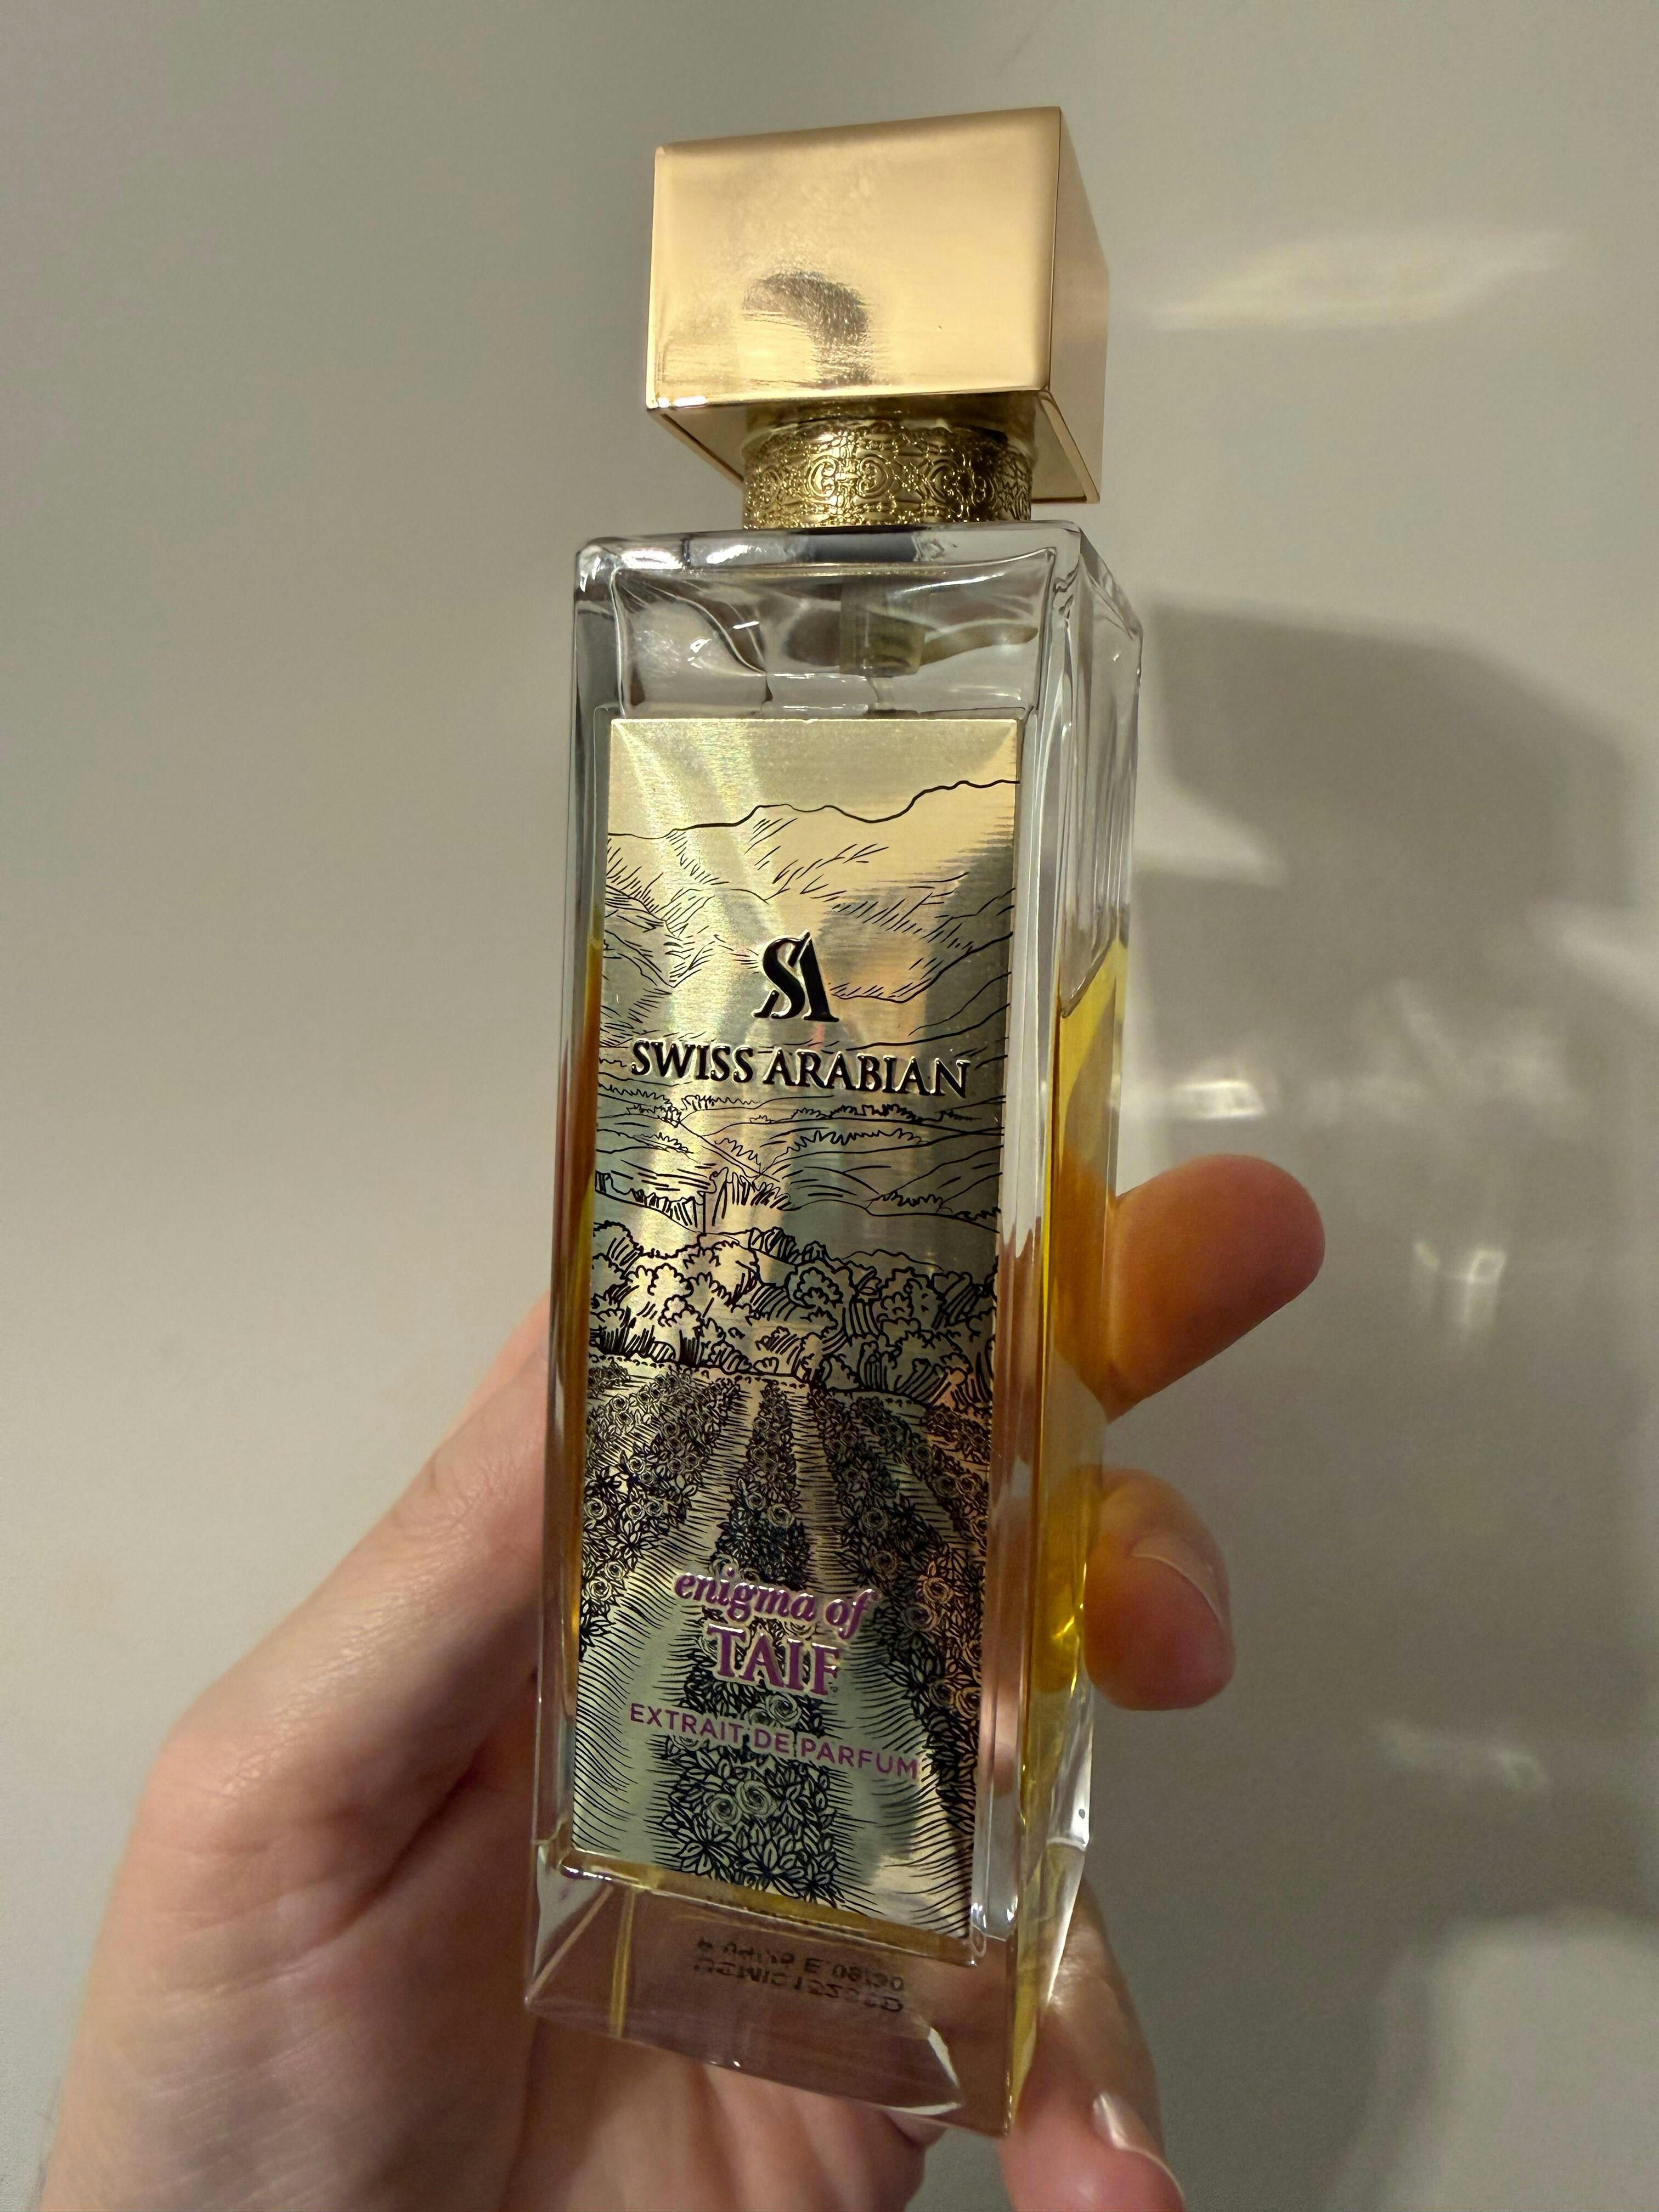 SA
SWISS ARABIAN
enigma of
TAIF
EXTRAIT DE PARFUM